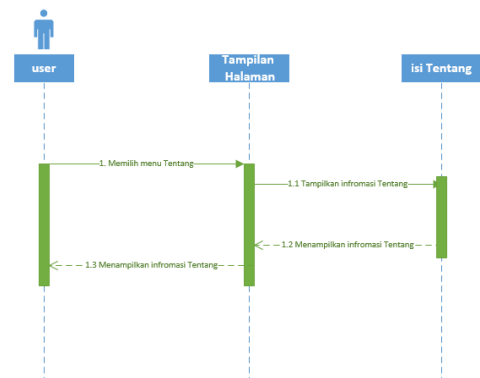 user
Tampilan
Halaman
isi Tentang
1. Memilih menu Tentang
1.1 Tampilkan infromasi Tentang
1.2 Menampilkan infromasi Tentang
1.3 Menampilkan infromasi Tentang